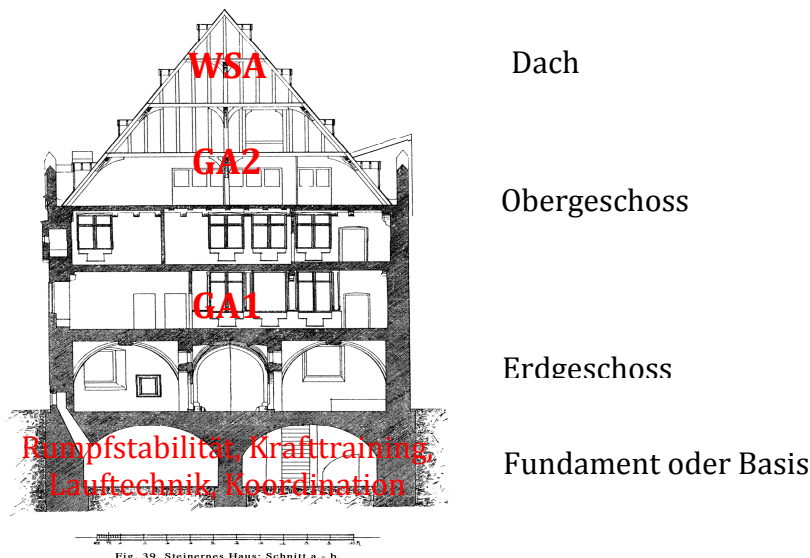 WSA
Dach
GA2
Obergeschoss
GA1
Erdgeschoss
Rumpfstabilität, Krafttraining,
Lauftechnik, Koordination
Fundament oder Basis
Fig. 39. Steinernes Haus; Schnitt a - b.